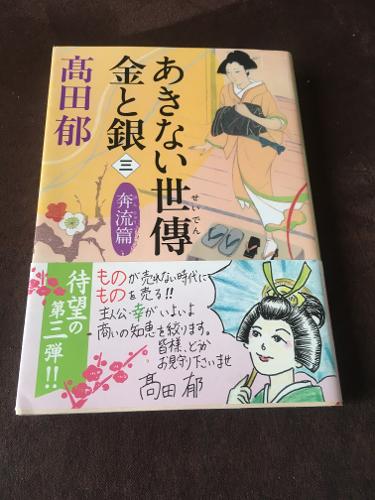 あきない世傳
せいでん
金と銀 三
奔流篇
髙田郁
待望の
第三弾!!
ものが売れない時代に
ものを売る!!
主人公・幸がいよいよ
商いの知恵を絞ります。
皆様、どうか
お見守り下さいませ
髙田 郁